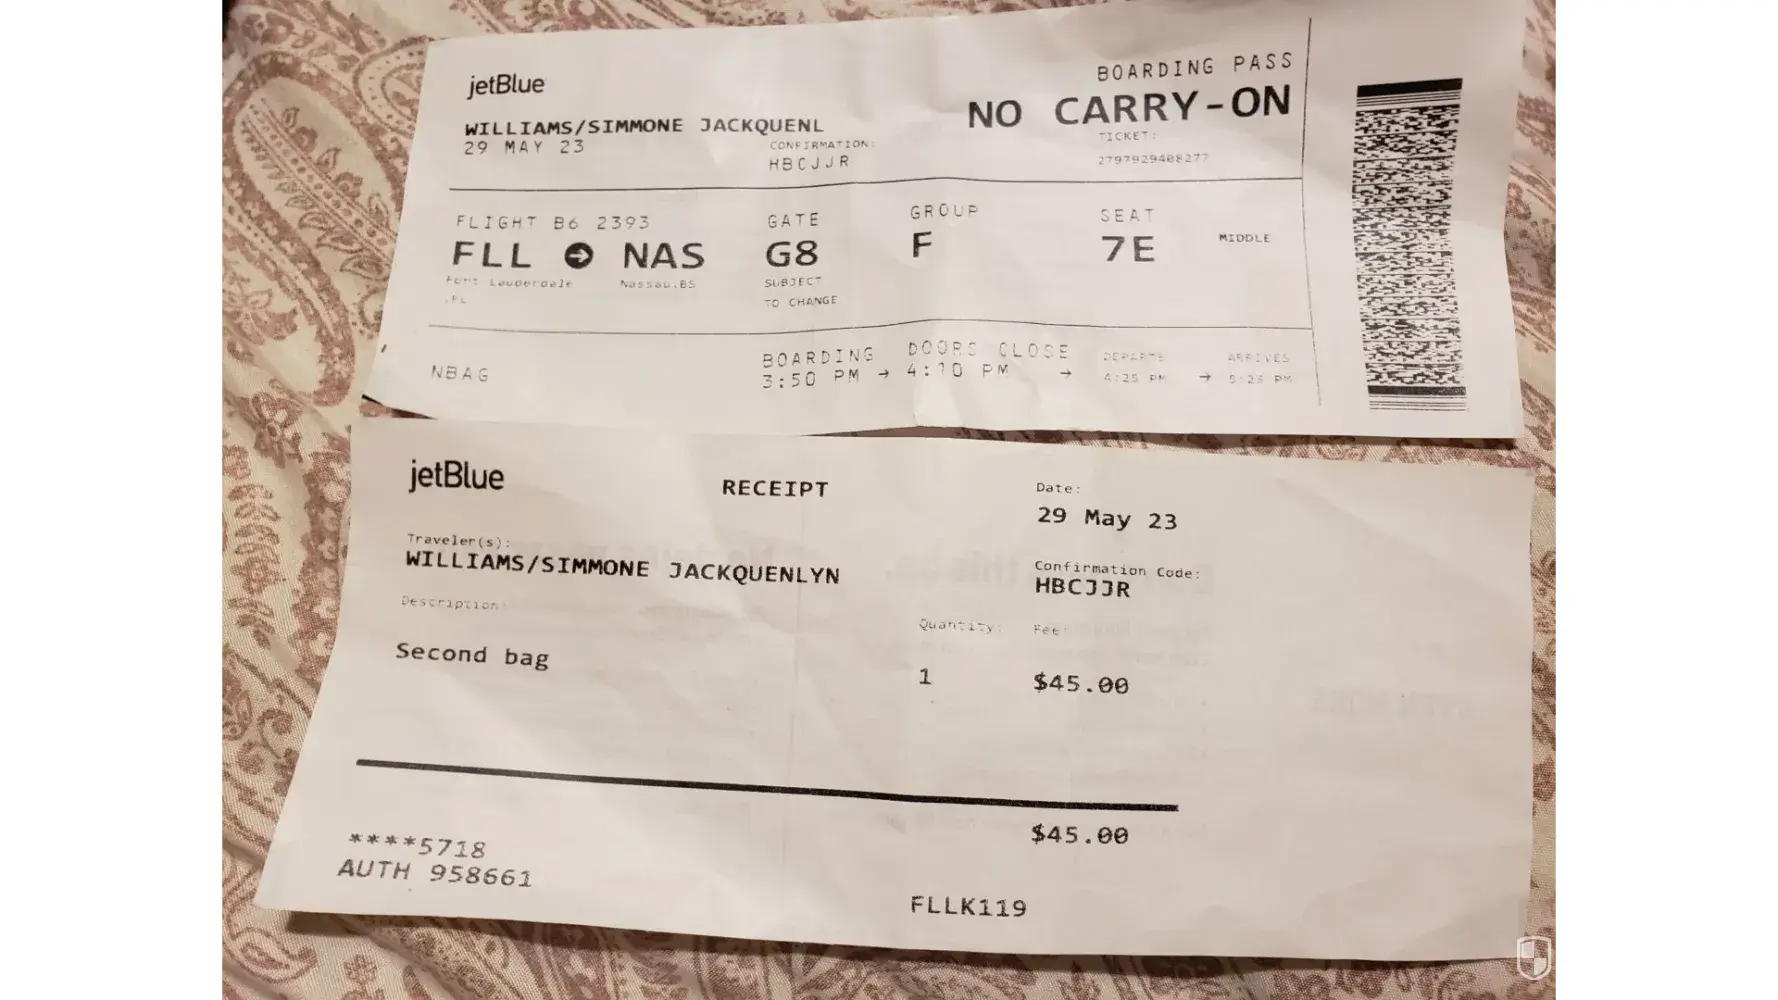 jetBlue
BOARDING PASS
NO CARRY-ON
WILLIAMS/SIMMONE JACKQUENL
29 MAY 23
CONFIRMATION:
HBCJJR
TICKET:
2797929408277
FLIGHT B6 2393
GATE
GROUP
SEAT
FLL → NAS
G8
F
7E
MIDDLE
Fort Lauderdale
,FL
Nassau,BS
SUBJECT
TO CHANGE
NBAG
BOARDING
3:50 PM →
DOORS CLOSE
4:10 PM →
DEPARTS
4:25 PM →
ARRIVES
PM
jetBlue
RECEIPT
Date:
29 May 23
Traveler(s):
WILLIAMS/SIMMONE JACKQUENLYN
Confirmation Code:
HBCJJR
Description:
Quantity:
Fee:
Second bag
1
$45.00
$45.00
****5718
AUTH 958661
FLLK119